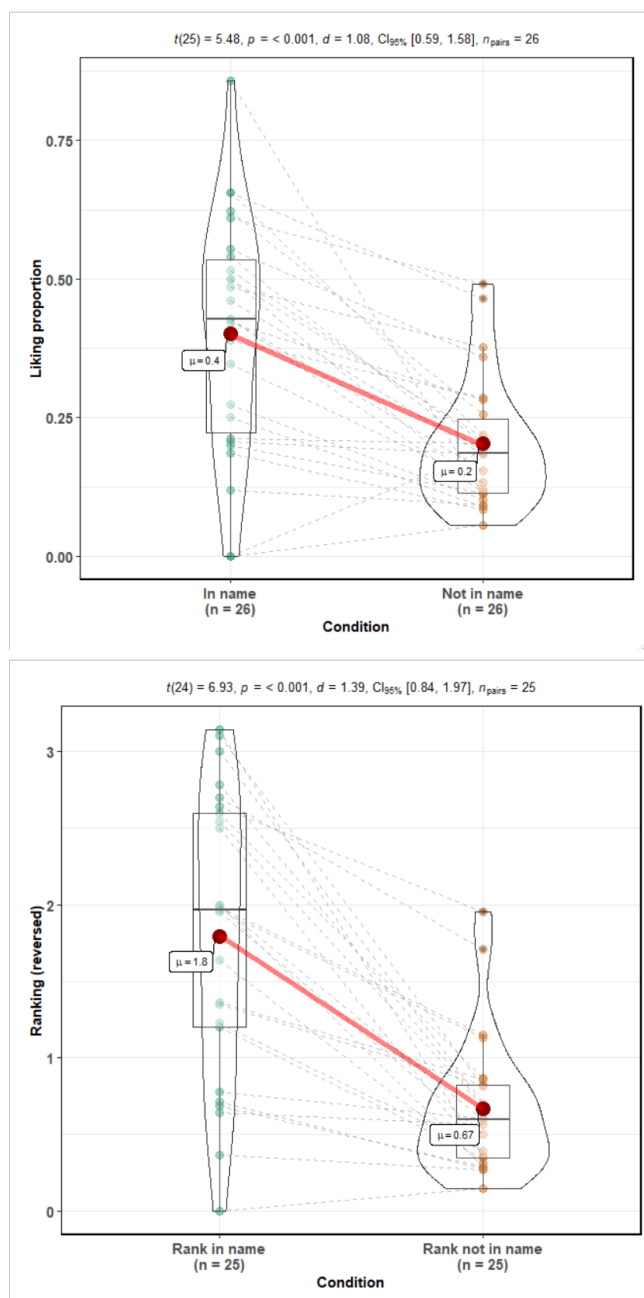 t(25) = 5.48, p = < 0.001, d = 1.08, CI95% [0.59, 1.58], npairs = 26
Liking proportion
0.75
0.50
0.25
0.00
μ = 0.4
μ = 0.2
In name
(n = 26)
Not in name
(n = 26)
Condition
t(24) = 6.93, p = < 0.001, d = 1.39, CI95% [0.84, 1.97], npairs = 25
Ranking (reversed)
3
2
1
0
μ = 1.8
μ = 0.67
Rank in name
(n = 25)
Rank not in name
(n = 25)
Condition